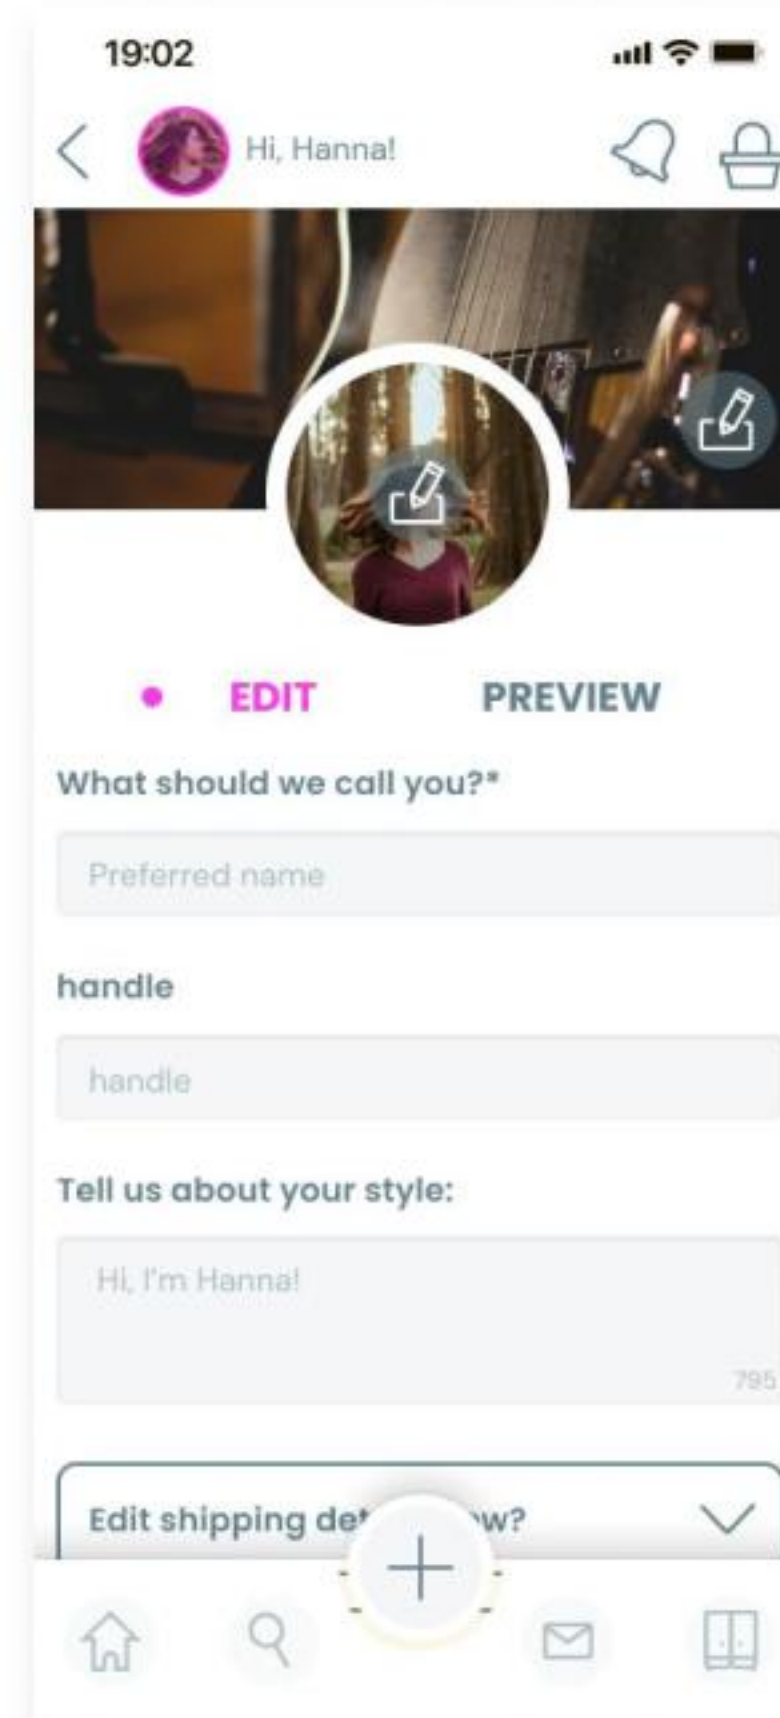 19:02
Hi, Hanna!
EDIT PREVIEW
What should we call you?*
Preferred name
handle
handle
Tell us about your style:
Hi, I'm Hanna!
795
Edit shipping det w?